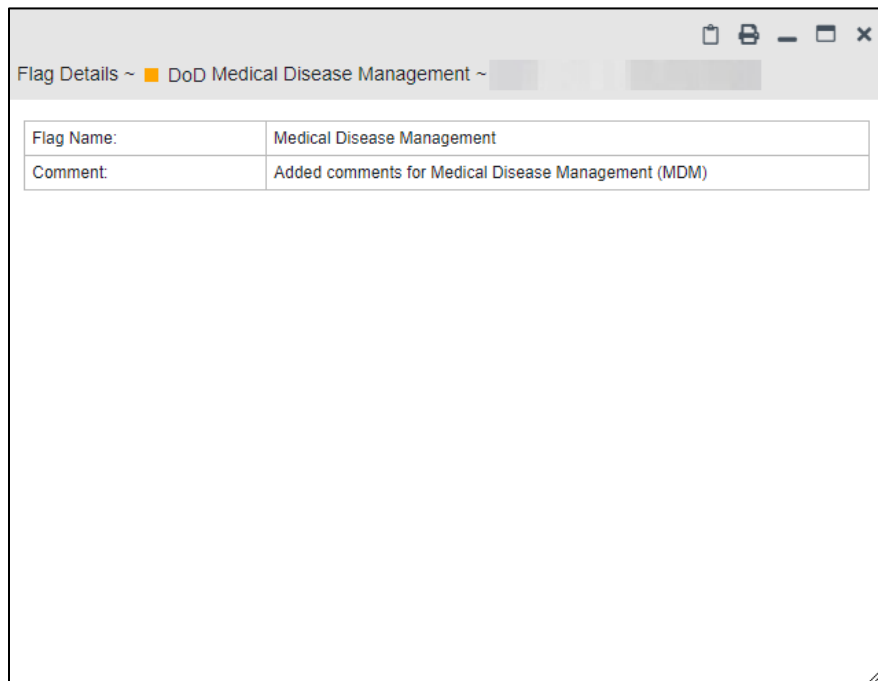 Flag Details ~ DoD Medical Disease Management ~
Flag Name: Medical Disease Management
Comment: Added comments for Medical Disease Management (MDM)